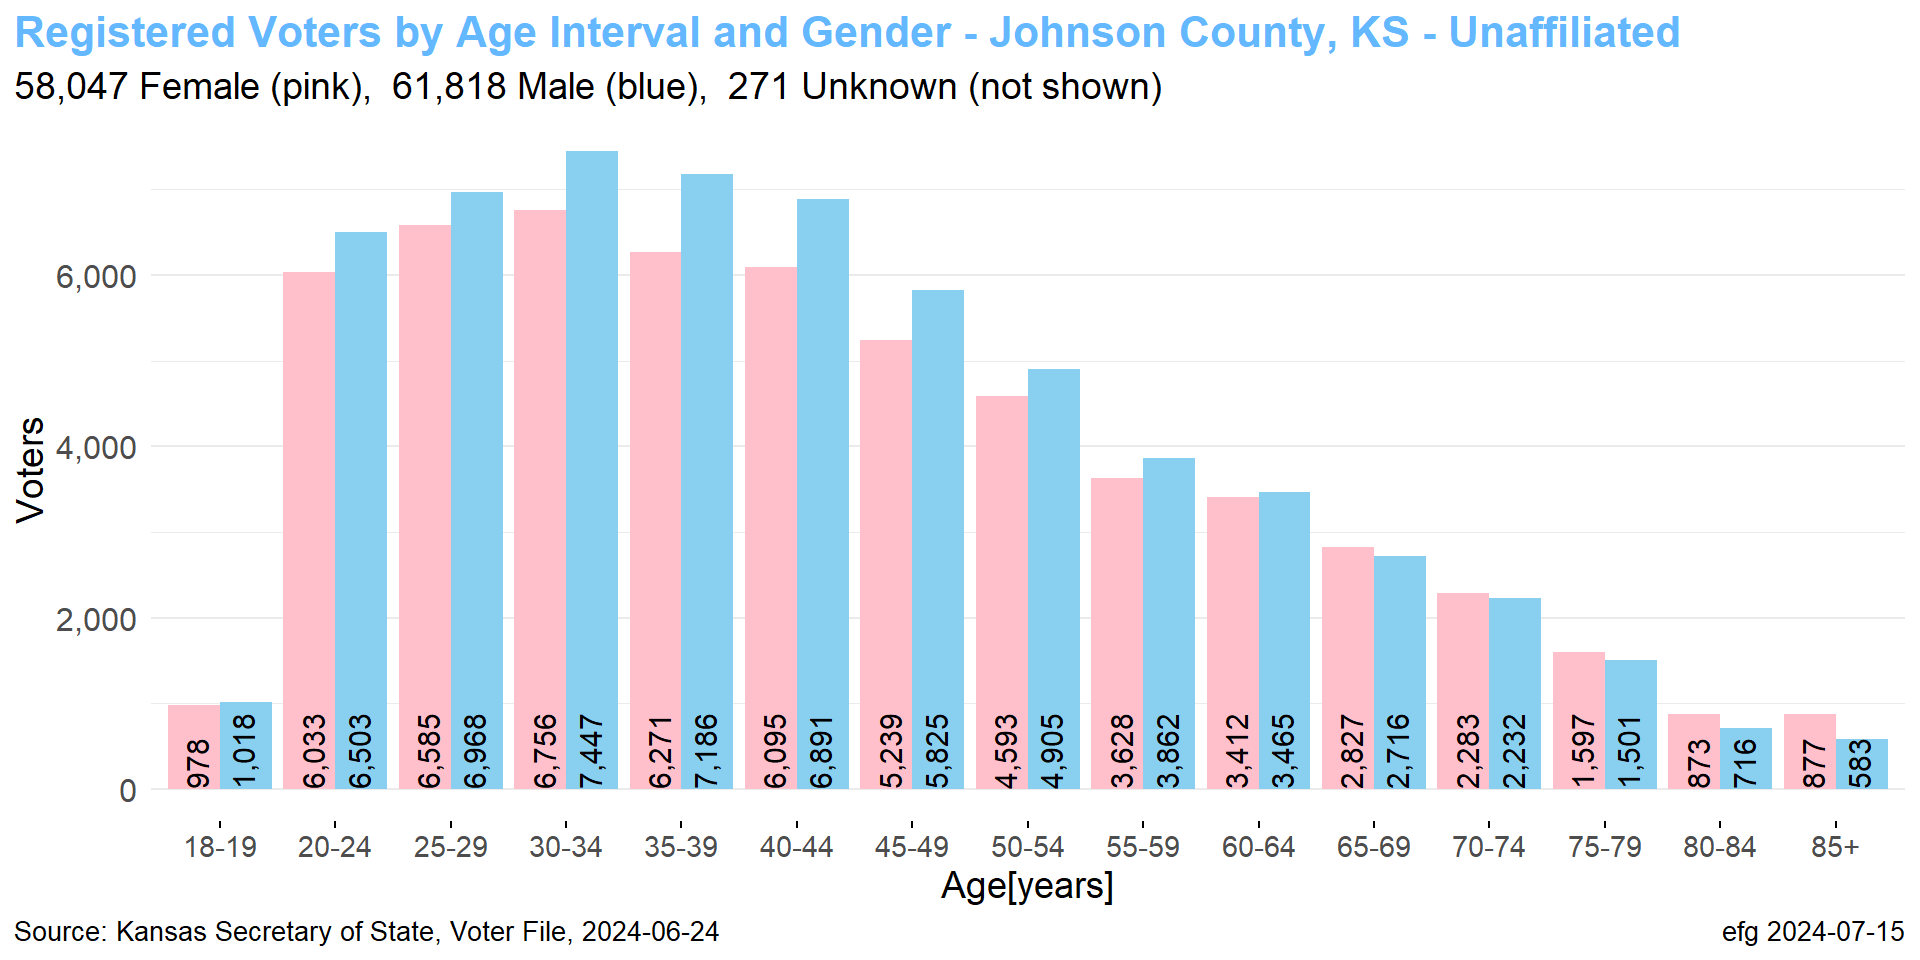 Registered Voters by Age Interval and Gender - Johnson County, KS - Unaffiliated
58,047 Female (pink),  61,818 Male (blue),  271 Unknown (not shown)
Voters
6,000
4,000
2,000
0
978 1,018 6,033 6,503 6,585 6,968 6,756 7,447 6,271 7,186 6,095 6,891 5,239 5,825 4,593 4,905 3,628 3,862 3,412 3,465 2,827 2,716 2,283 2,232 1,597 1,501 873 716 877 583
18-19 20-24 25-29 30-34 35-39 40-44 45-49 50-54 55-59 60-64 65-69 70-74 75-79 80-84 85+
Age[years]
Source: Kansas Secretary of State, Voter File, 2024-06-24
efg 2024-07-15